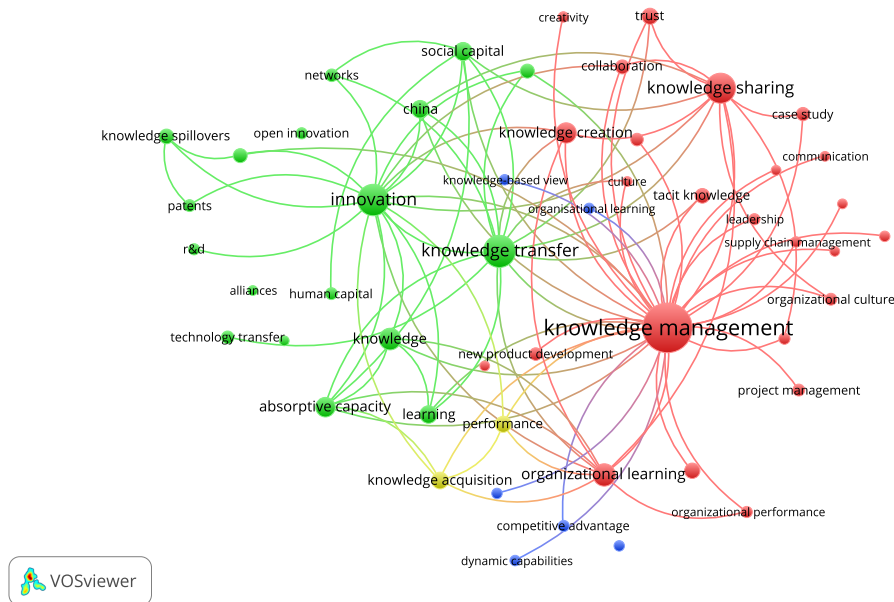 creativity
trust
social capital
networks
collaboration
knowledge sharing
china
case study
knowledge spillovers
open innovation
knowledge creation
communication
knowledge-based view
culture
patents
innovation
organisational learning
tacit knowledge
leadership
r&d
knowledge transfer
supply chain management
alliances
human capital
organizational culture
knowledge management
technology transfer
knowledge
new product development
project management
absorptive capacity
learning
performance
knowledge acquisition
organizational learning
organizational performance
competitive advantage
dynamic capabilities
VOSviewer